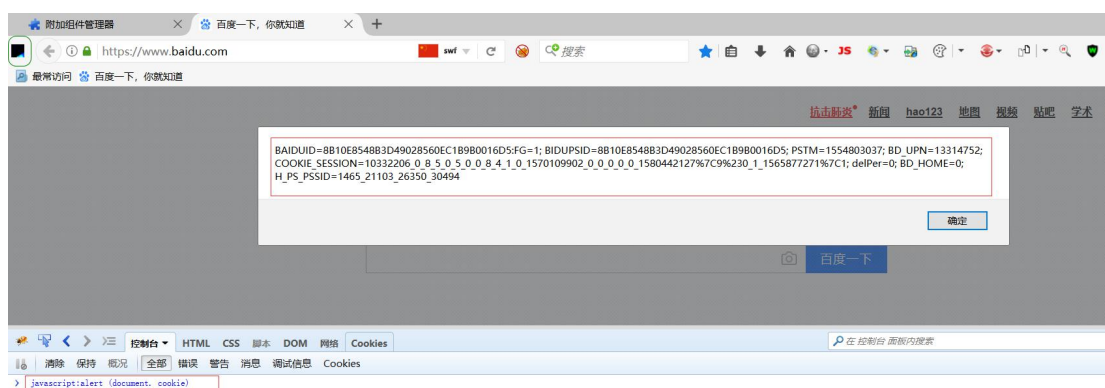 附加组件管理器
百度一下，你就知道
https://www.baidu.com
swf
搜索
JS
最常访问 百度一下，你就知道
抗击肺炎 新闻 hao123 地图 视频 贴吧 学术
BAIDUID=8B10E8548B3D49028560EC1B9B0016D5:FG=1; BIDUPSID=8B10E8548B3D49028560EC1B9B0016D5; PSTM=1554803037; BD_UPN=13314752;
COOKIE_SESSION=10332206_0_8_5_0_5_0_0_8_4_1_0_1570109902_0_0_0_0_0_1580442127%7C9%230_1_1565877271%7C1; delPer=0; BD_HOME=0;
H_PS_PSSID=1465_21103_26350_30494
确定
百度一下
控制台 HTML CSS 脚本 DOM 网络 Cookies
在 控制台 面板内搜索
清除 保持 概况 全部 错误 警告 消息 调试信息 Cookies
javascript:alert (document. cookie)